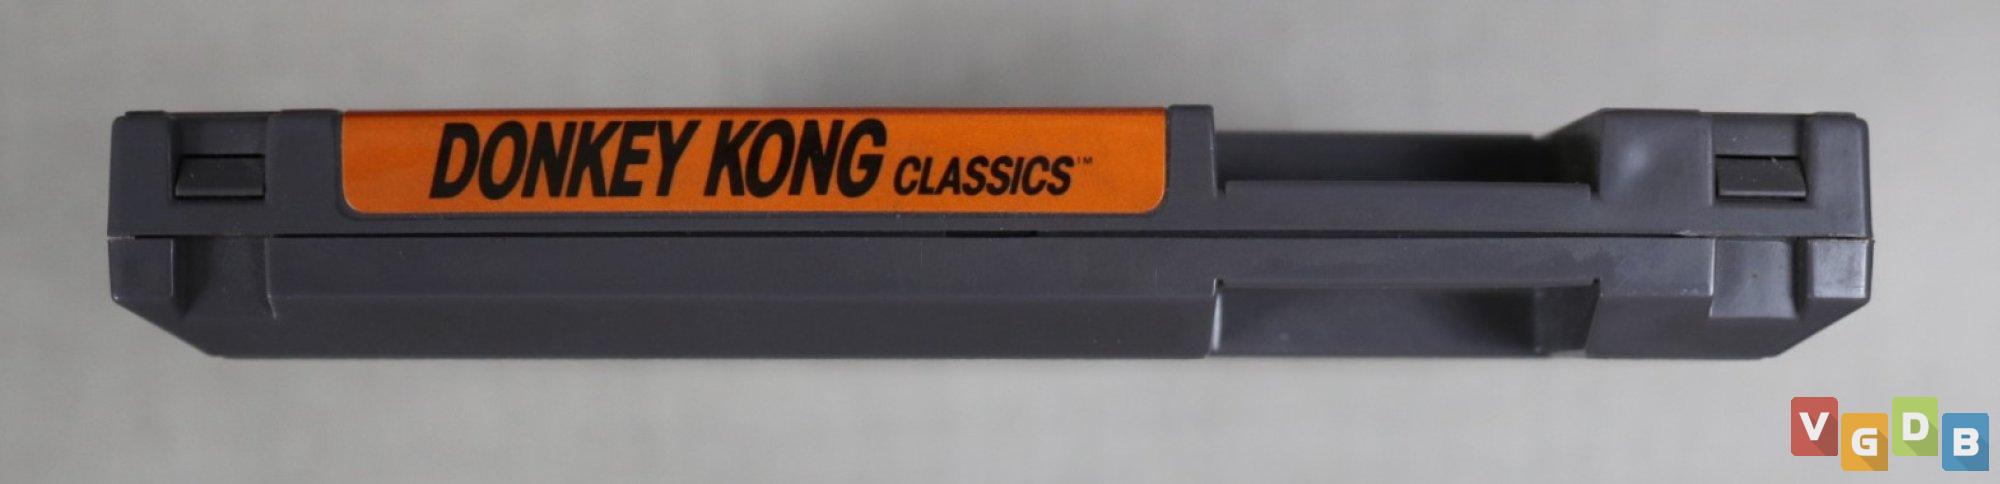 DONKEY KONG CLASSICS™
VGDB